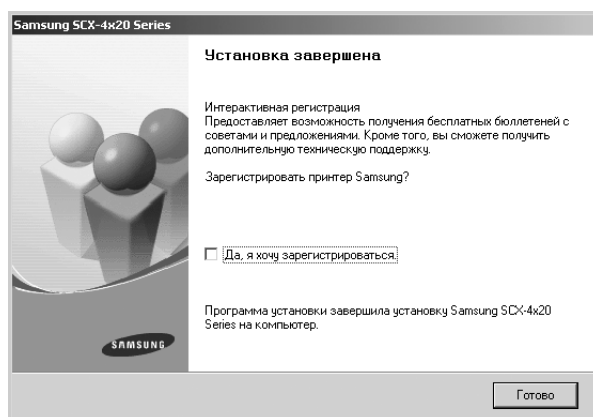 Samsung SCX-4x20 Series
Установка завершена
Интерактивная регистрация
Предоставляет возможность получения бесплатных бюллетеней с
советами и предложениями. Кроме того, вы сможете получить
дополнительную техническую поддержку.
Зарегистрировать принтер Samsung?
Да, я хочу зарегистрироваться.
Программа установки завершила установку Samsung SCX-4x20
Series на компьютер.
SAMSUNG
Готово